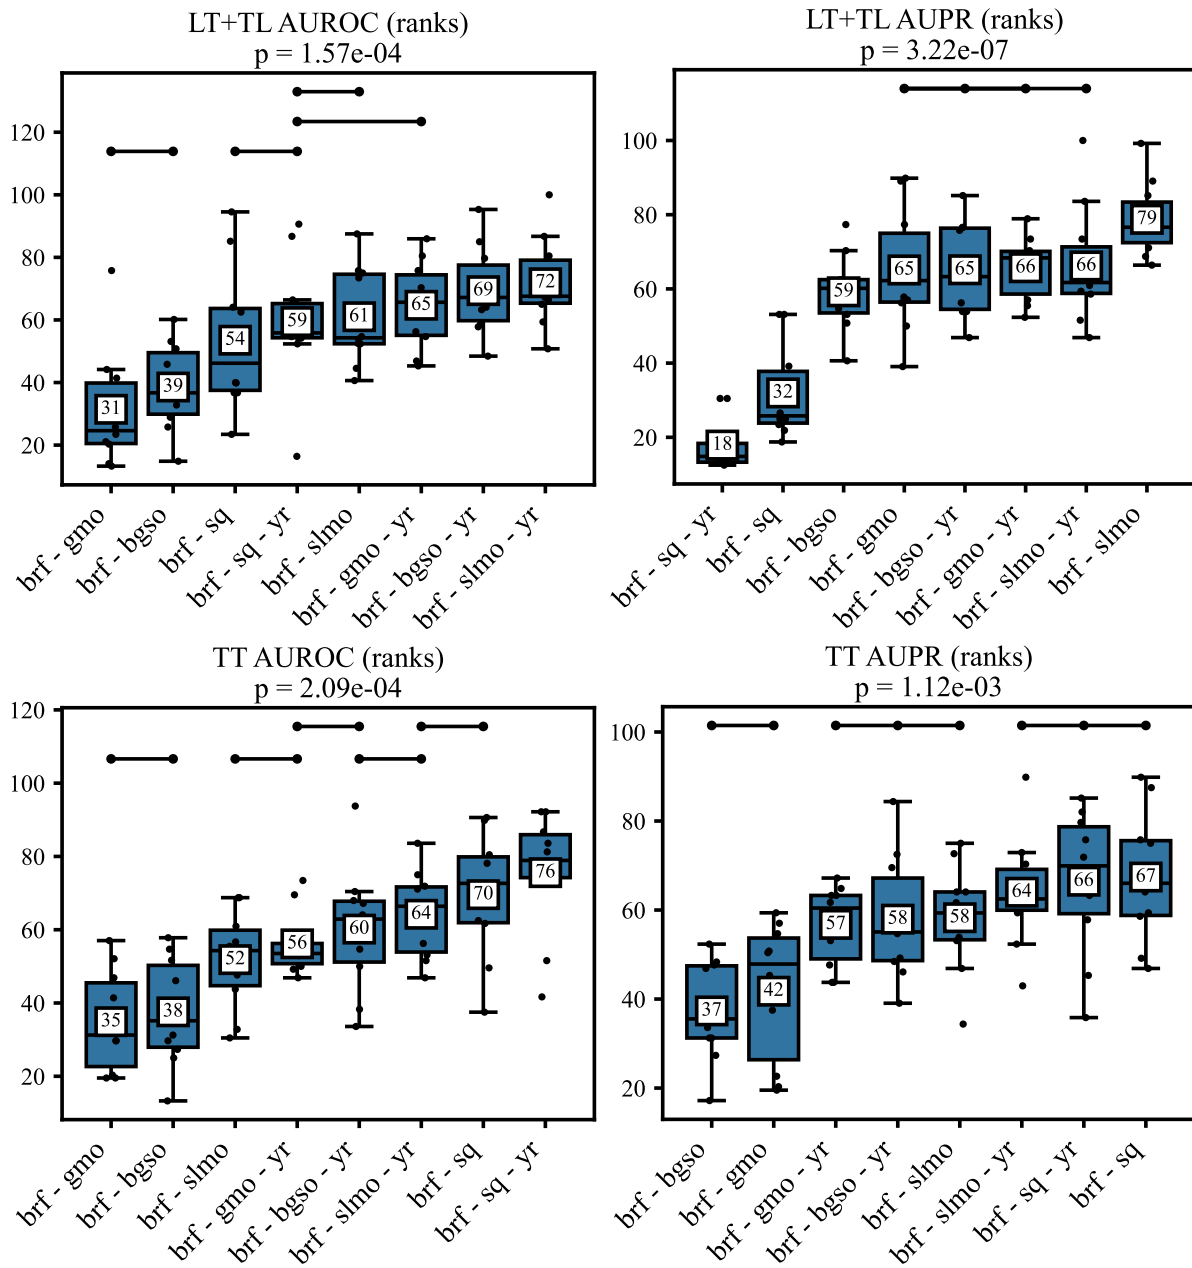 LT+TL AUROC (ranks)
p = 1.57e-04
120
100
80
60
40
20
31
39
54
59
61
65
69
72
brf - gmo
brf - bgso
brf - sq
brf - sq - yr
brf - slmo
brf - gmo - yr
brf - bgso - yr
brf - slmo - yr
LT+TL AUPR (ranks)
p = 3.22e-07
100
80
60
40
20
18
32
59
65
65
66
66
79
brf - sq - yr
brf - sq
brf - bgso
brf - gmo
brf - bgso - yr
brf - gmo - yr
brf - slmo - yr
brf - slmo
TT AUROC (ranks)
p = 2.09e-04
120
100
80
60
40
20
35
38
52
56
60
64
70
76
brf - gmo
brf - bgso
brf - slmo
brf - gmo - yr
brf - bgso - yr
brf - slmo - yr
brf - sq
brf - sq - yr
TT AUPR (ranks)
p = 1.12e-03
100
80
60
40
20
37
42
57
58
58
64
66
67
brf - bgso
brf - gmo
brf - gmo - yr
brf - bgso - yr
brf - slmo
brf - slmo - yr
brf - sq - yr
brf - sq